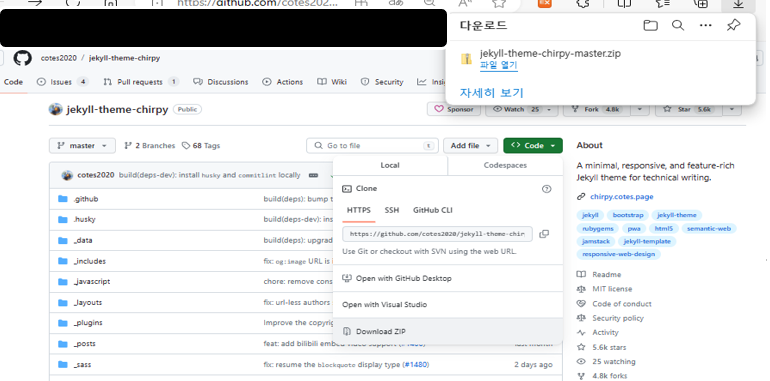 https://github.com/cotes202...
다운로드
jekyll-theme-chirpy-master.zip
파일 열기
자세히 보기
cotes2020 / jekyll-theme-chirpy
Code Issues 4 Pull requests 1 Discussions Actions Wiki Security
jekyll-theme-chirpy Public
Sponsor Watch 25 Fork 4.8k Star 5.6k
master 2 Branches 68 Tags Go to file t Add file Code
cotes2020 build(deps-dev): install husky and commitlint locally
.github build(deps): bump
.husky build(deps-dev): ins
_data build(deps): upgrad
_includes fix: og:image URL is
_javascript chore: remove cons
_layouts fix: url-less authors
_plugins Improve the copyrig
_posts feat: add bilibili
_sass fix: resume the blockquote display type (#1480) 2 days ago
Local Codespaces
Clone
HTTPS SSH GitHub CLI
https://github.com/cotes2020/jekyll-theme-chir
Use Git or checkout with SVN using the web URL.
Open with GitHub Desktop
Open with Visual Studio
Download ZIP
About
A minimal, responsive, and feature-rich
Jekyll theme for technical writing.
chirpy.cotes.page
jekyll bootstrap jekyll-theme
rubygems pwa html5 semantic-web
jamstack jekyll-template
responsive-web-design
Readme
MIT license
Code of conduct
Security policy
Activity
5.6k stars
25 watching
4.8k forks